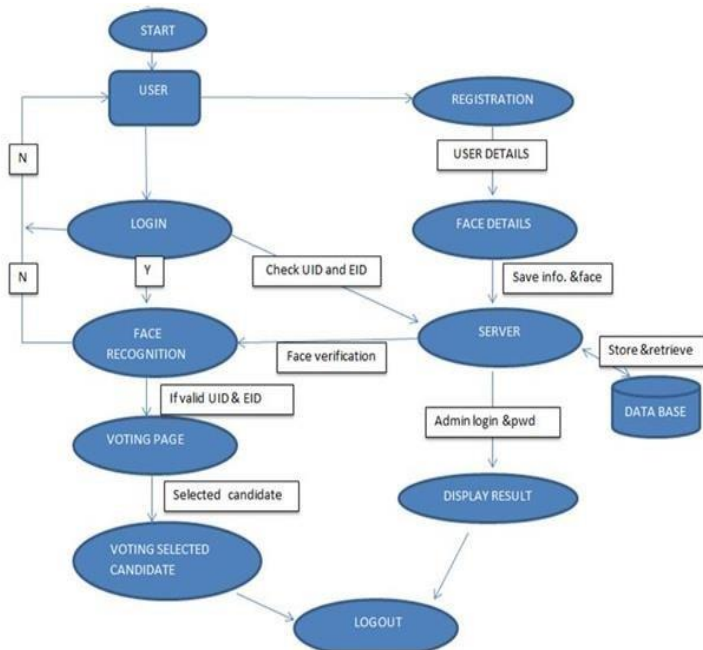 START
USER
REGISTRATION
N
USER DETAILS
LOGIN
FACE DETAILS
N
Y
Check UID and EID
Save info. &face
FACE
RECOGNITION
SERVER
Face verification
Store &retrieve
If valid UID & EID
DATA BASE
Admin login &pwd
VOTING PAGE
Selected candidate
DISPLAY RESULT
VOTING SELECTED
CANDIDATE
LOGOUT